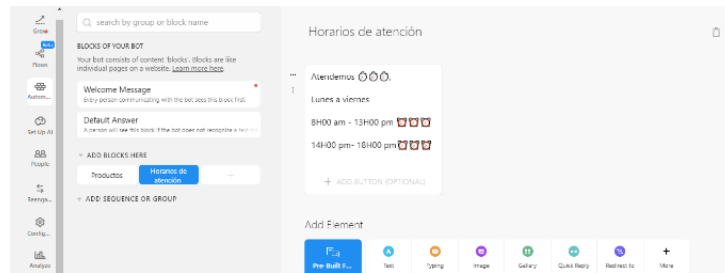 Grow
Beta
Flows
Autom...
Set Up AI
People
Reenga...
Config...
Analyze
search by group or block name
BLOCKS OF YOUR BOT
Your bot consists of content 'blocks'. Blocks are like
individual pages on a website. Learn more here.
Welcome Message
Every person communicating with the bot sees this block first.
Default Answer
A person will see this block if the bot does not recognize a text
ADD BLOCKS HERE
Productos
Horarios de
atención
ADD SEQUENCE OR GROUP
Horarios de atención
Atendemos ⏱⏱⏱.
Lunes a viernes
8H00 am - 13H00 pm ⏰⏰⏰
14H00 pm- 18H00 pm ⏰⏰⏰
+ ADD BUTTON (OPTIONAL)
Add Element
Pre-Built F...
Text
Typing
Image
Gallery
Quick Reply
Redirect to
More